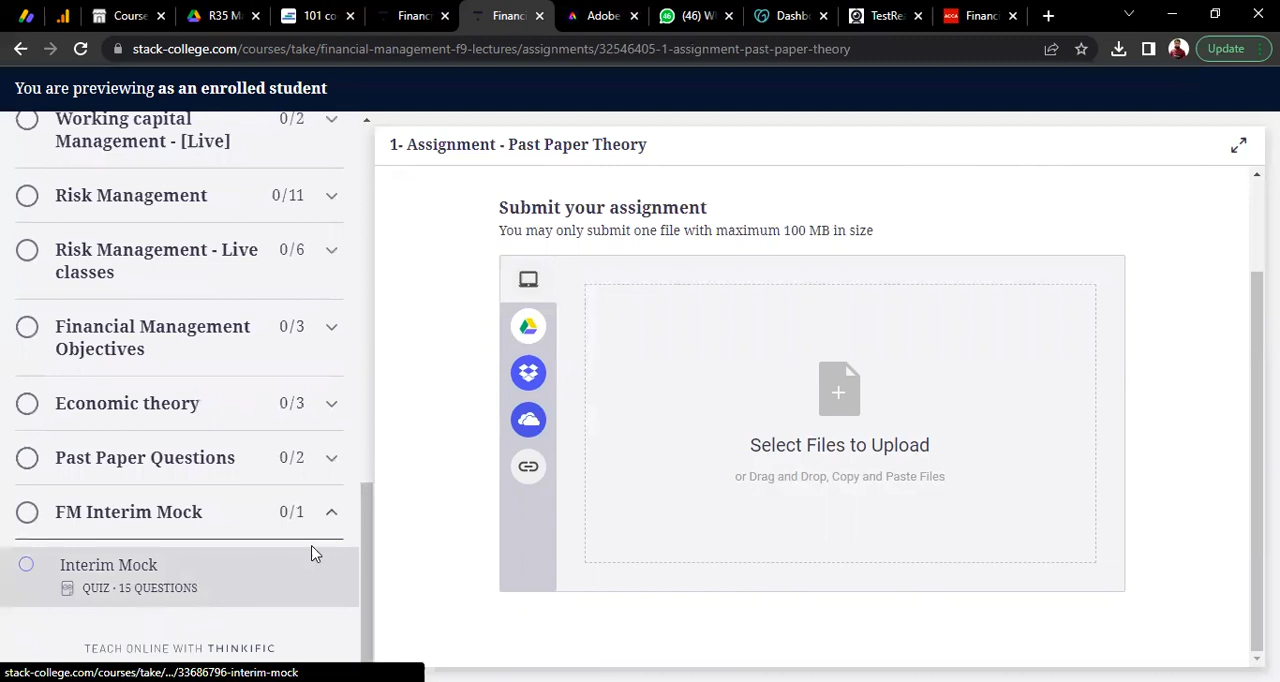 Course
R35 Ma
101 co
Financ
Financi
Adobe
(46) W
Dashb
TestRe
ACCA
Financ
stack-college.com/courses/take/financial-management-f9-lectures/assignments/32546405-1-assignment-past-paper-theory
Update
You are previewing as an enrolled student
Working capital
Management - [Live]
0/2
Risk Management
0/11
Risk Management - Live
classes
0/6
Financial Management
Objectives
0/3
Economic theory
0/3
Past Paper Questions
0/2
FM Interim Mock
0/1
Interim Mock
QUIZ · 15 QUESTIONS
TEACH ONLINE WITH THINKIFIC
stack-college.com/courses/take/.../33686796-interim-mock
1- Assignment - Past Paper Theory
Submit your assignment
You may only submit one file with maximum 100 MB in size
Select Files to Upload
or Drag and Drop, Copy and Paste Files